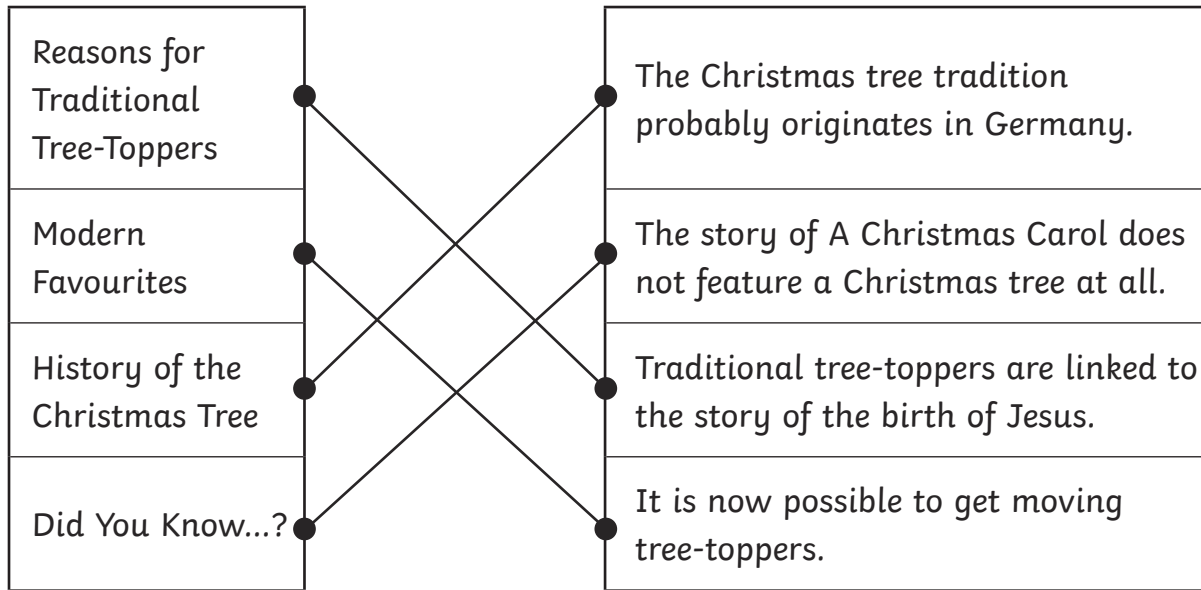 Reasons for
Traditional
Tree-Toppers
Modern
Favourites
History of the
Christmas Tree
Did You Know...?
The Christmas tree tradition
probably originates in Germany.
The story of A Christmas Carol does
not feature a Christmas tree at all.
Traditional tree-toppers are linked to
the story of the birth of Jesus.
It is now possible to get moving
tree-toppers.